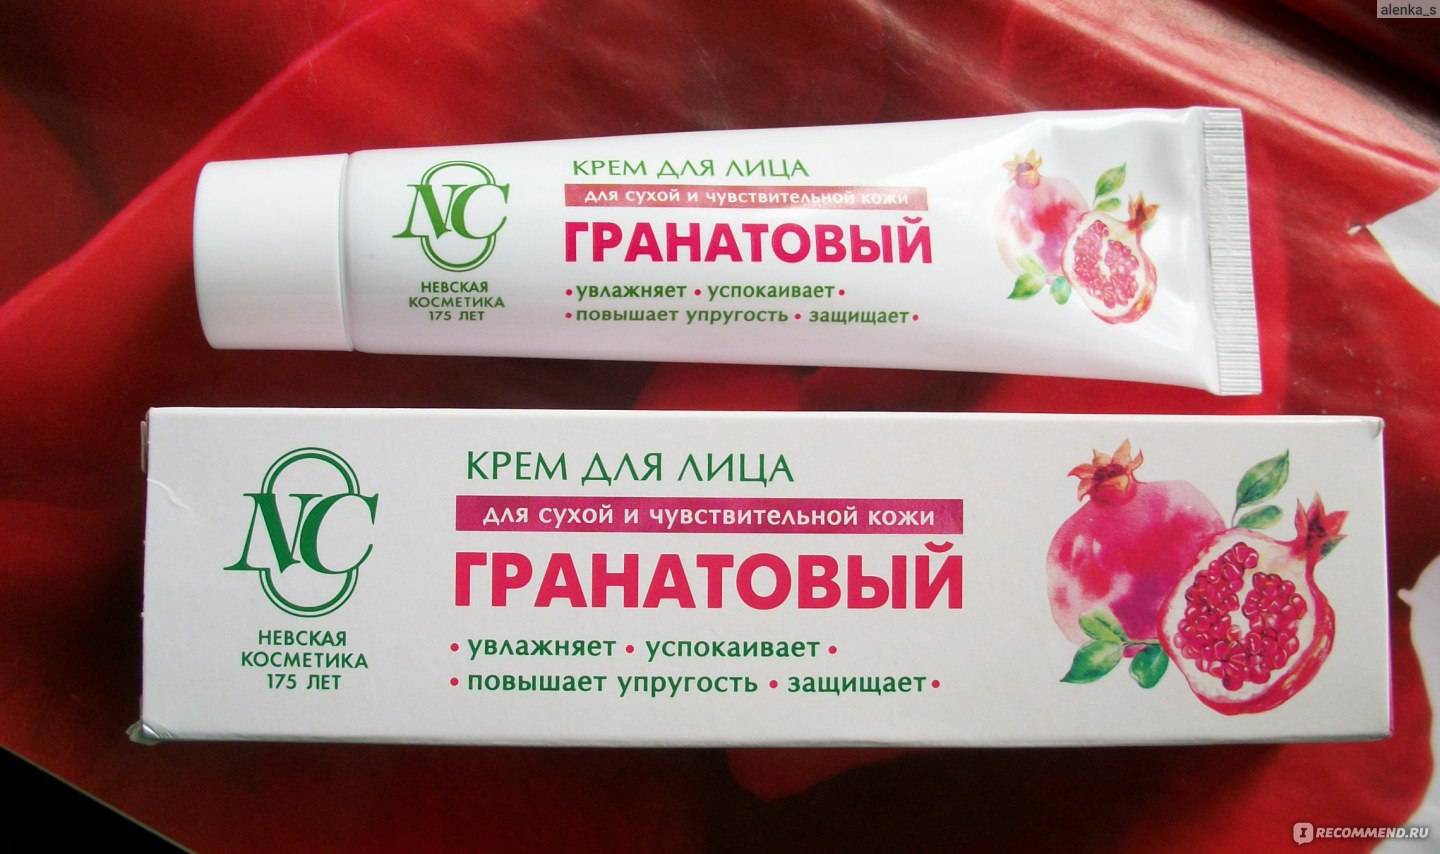 alenka_s
NC
НЕВСКАЯ
КОСМЕТИКА
175 ЛЕТ
КРЕМ ДЛЯ ЛИЦА
для сухой и чувствительной кожи
ГРАНАТОВЫЙ
• увлажняет • успокаивает •
• повышает упругость • защищает •
NC
НЕВСКАЯ
КОСМЕТИКА
175 ЛЕТ
КРЕМ ДЛЯ ЛИЦА
для сухой и чувствительной кожи
ГРАНАТОВЫЙ
• увлажняет • успокаивает •
• повышает упругость • защищает •
I RECOMMEND.RU